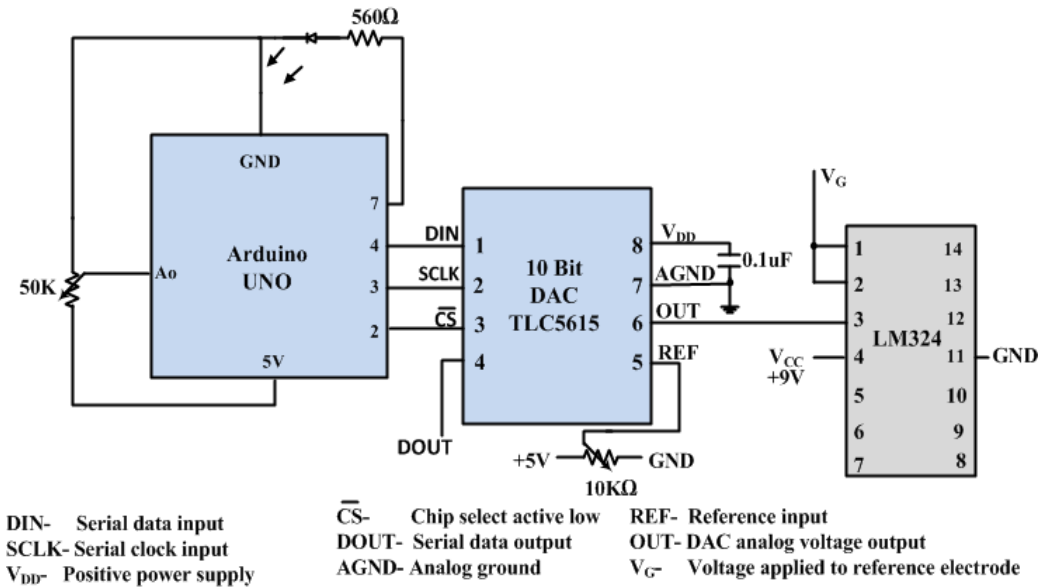 560Ω
GND
7
Arduino
UNO
4
3
2
Ao
5V
50K
DIN
SCLK
C̅S̅
DOUT
1
2
3
4
10 Bit
DAC
TLC5615
8
7
6
5
VDD
AGND
OUT
REF
0.1uF
+5V
GND
10KΩ
VG
1
2
3
4
5
6
7
LM324
14
13
12
11
10
9
8
VCC
+9V
GND
DIN- Serial data input
SCLK- Serial clock input
VDD- Positive power supply
C̅S̅- Chip select active low
DOUT- Serial data output
AGND- Analog ground
REF- Reference input
OUT- DAC analog voltage output
VG- Voltage applied to reference electrode